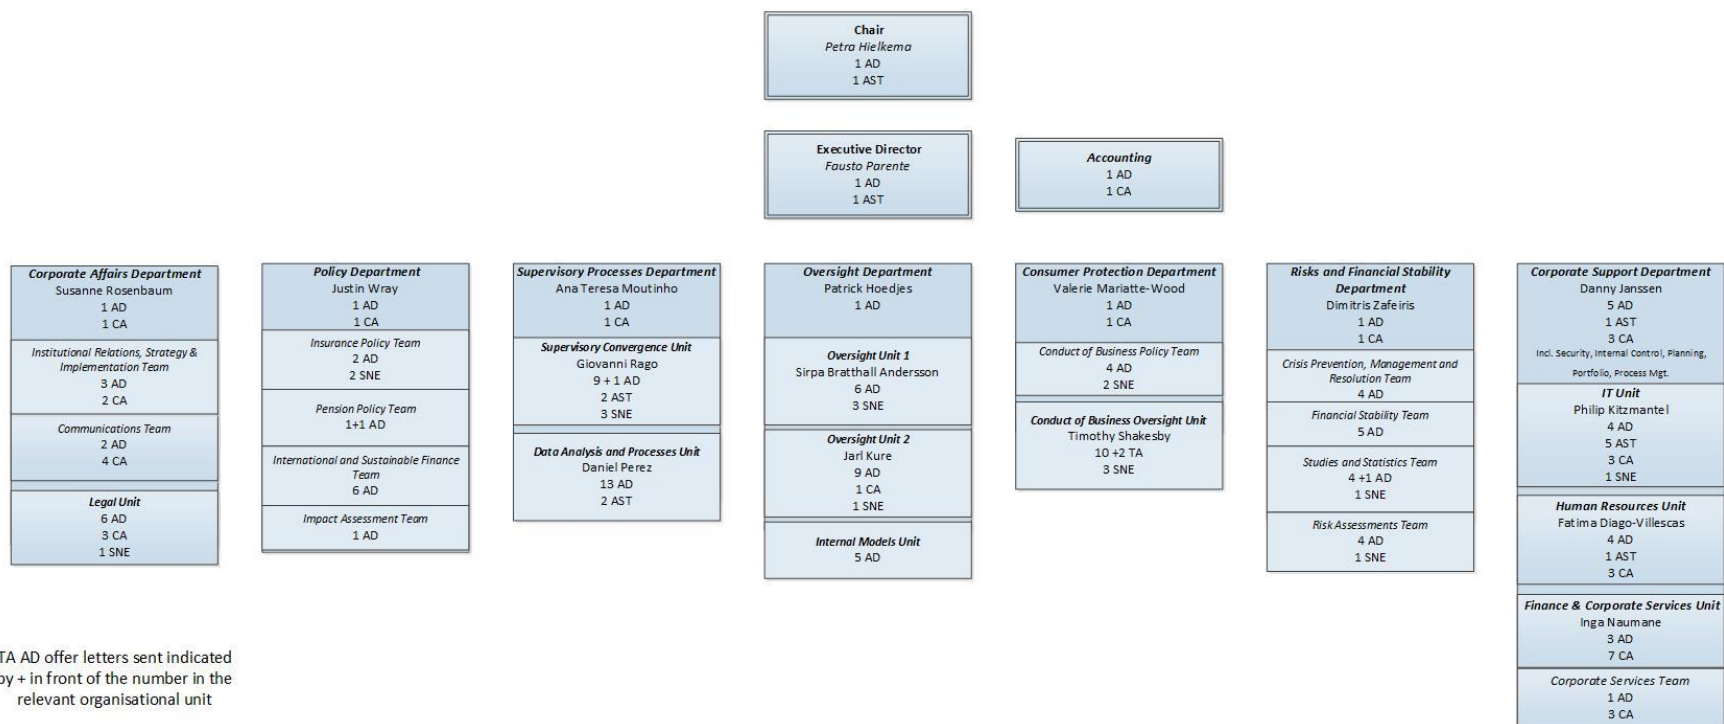 Chair
Petra Hielkema
1 AD
1 AST
Executive Director
Fausto Parente
1 AD
1 AST
Accounting
1 AD
1 CA
Corporate Affairs Department
Susanne Rosenbaum
1 AD
1 CA
Institutional Relations, Strategy &
Implementation Team
3 AD
2 CA
Communications Team
2 AD
4 CA
Legal Unit
6 AD
3 CA
1 SNE
Policy Department
Justin Wray
1 AD
1 CA
Insurance Policy Team
2 AD
2 SNE
Pension Policy Team
1+1 AD
International and Sustainable Finance
Team
6 AD
Impact Assessment Team
1 AD
Supervisory Processes Department
Ana Teresa Moutinho
1 AD
1 CA
Supervisory Convergence Unit
Giovanni Rago
9 + 1 AD
2 AST
3 SNE
Data Analysis and Processes Unit
Daniel Perez
13 AD
2 AST
Oversight Department
Patrick Hoedjes
1 AD
Oversight Unit 1
Sirpa Bratthall Andersson
6 AD
3 SNE
Oversight Unit 2
Jarl Kure
9 AD
1 CA
1 SNE
Internal Models Unit
5 AD
Consumer Protection Department
Valerie Mariatte-Wood
1 AD
1 CA
Conduct of Business Policy Team
4 AD
2 SNE
Conduct of Business Oversight Unit
Timothy Shakesby
10 +2 TA
3 SNE
Risks and Financial Stability
Department
Dimitris Zafeiris
1 AD
1 CA
Crisis Prevention, Management and
Resolution Team
4 AD
Financial Stability Team
5 AD
Studies and Statistics Team
4 +1 AD
1 SNE
Risk Assessments Team
4 AD
1 SNE
Corporate Support Department
Danny Janssen
5 AD
1 AST
3 CA
Incl. Security, Internal Control, Planning,
Portfolio, Process Mgt.
IT Unit
Philip Kitzmantel
4 AD
5 AST
3 CA
1 SNE
Human Resources Unit
Fatima Diago-Villescas
4 AD
1 AST
3 CA
Finance & Corporate Services Unit
Inga Naumane
3 AD
7 CA
Corporate Services Team
1 AD
3 CA
TA AD offer letters sent indicated
by + in front of the number in the
relevant organisational unit